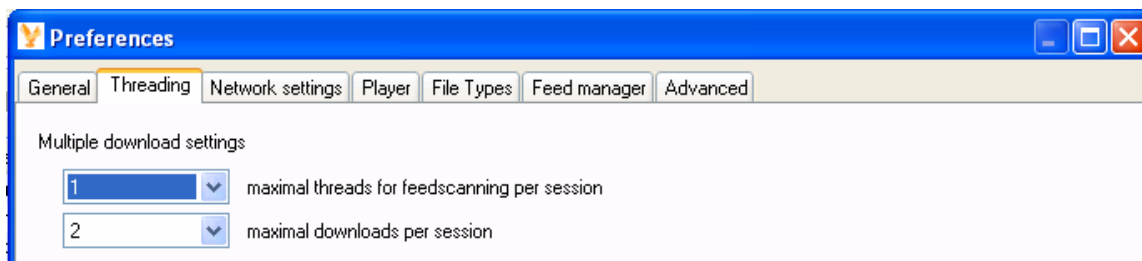 Preferences
General Threading Network settings Player File Types Feed manager Advanced
Multiple download settings
1 maximal threads for feedscanning per session
2 maximal downloads per session